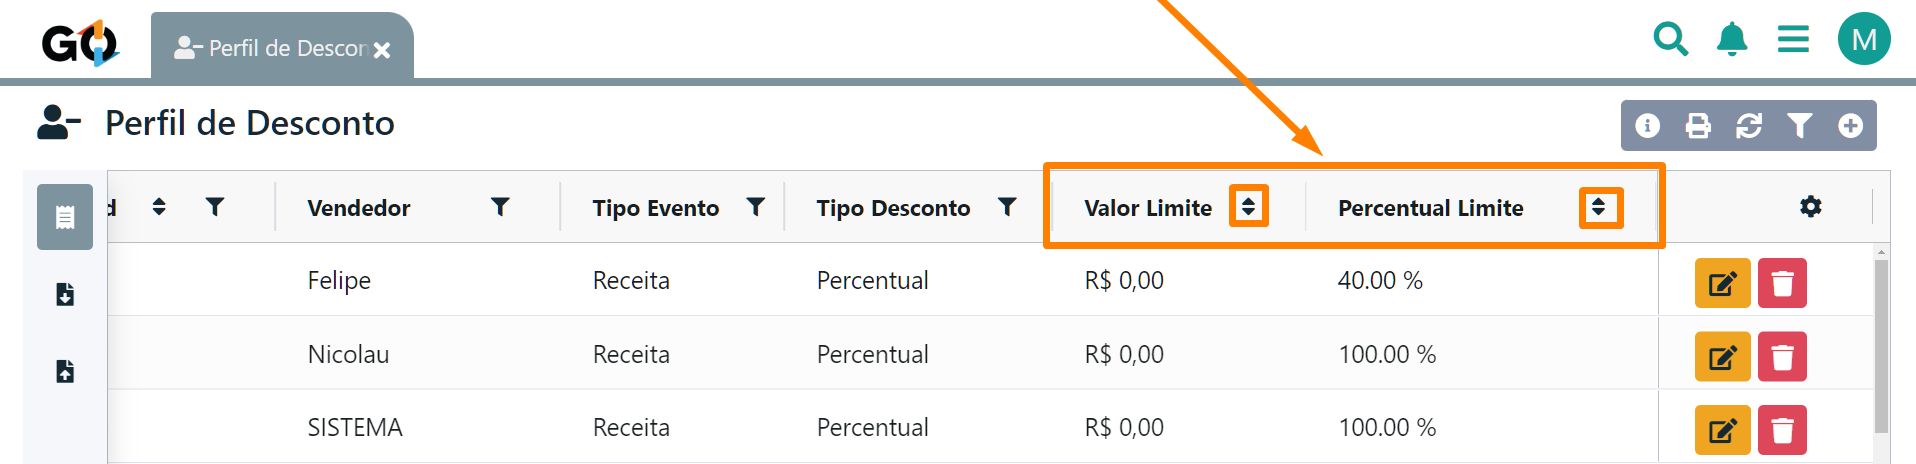 GO
Perfil de Descon
M
Perfil de Desconto
d Vendedor Tipo Evento Tipo Desconto Valor Limite Percentual Limite
Felipe Receita Percentual R$ 0,00 40.00 %
Nicolau Receita Percentual R$ 0,00 100.00 %
SISTEMA Receita Percentual R$ 0,00 100.00 %